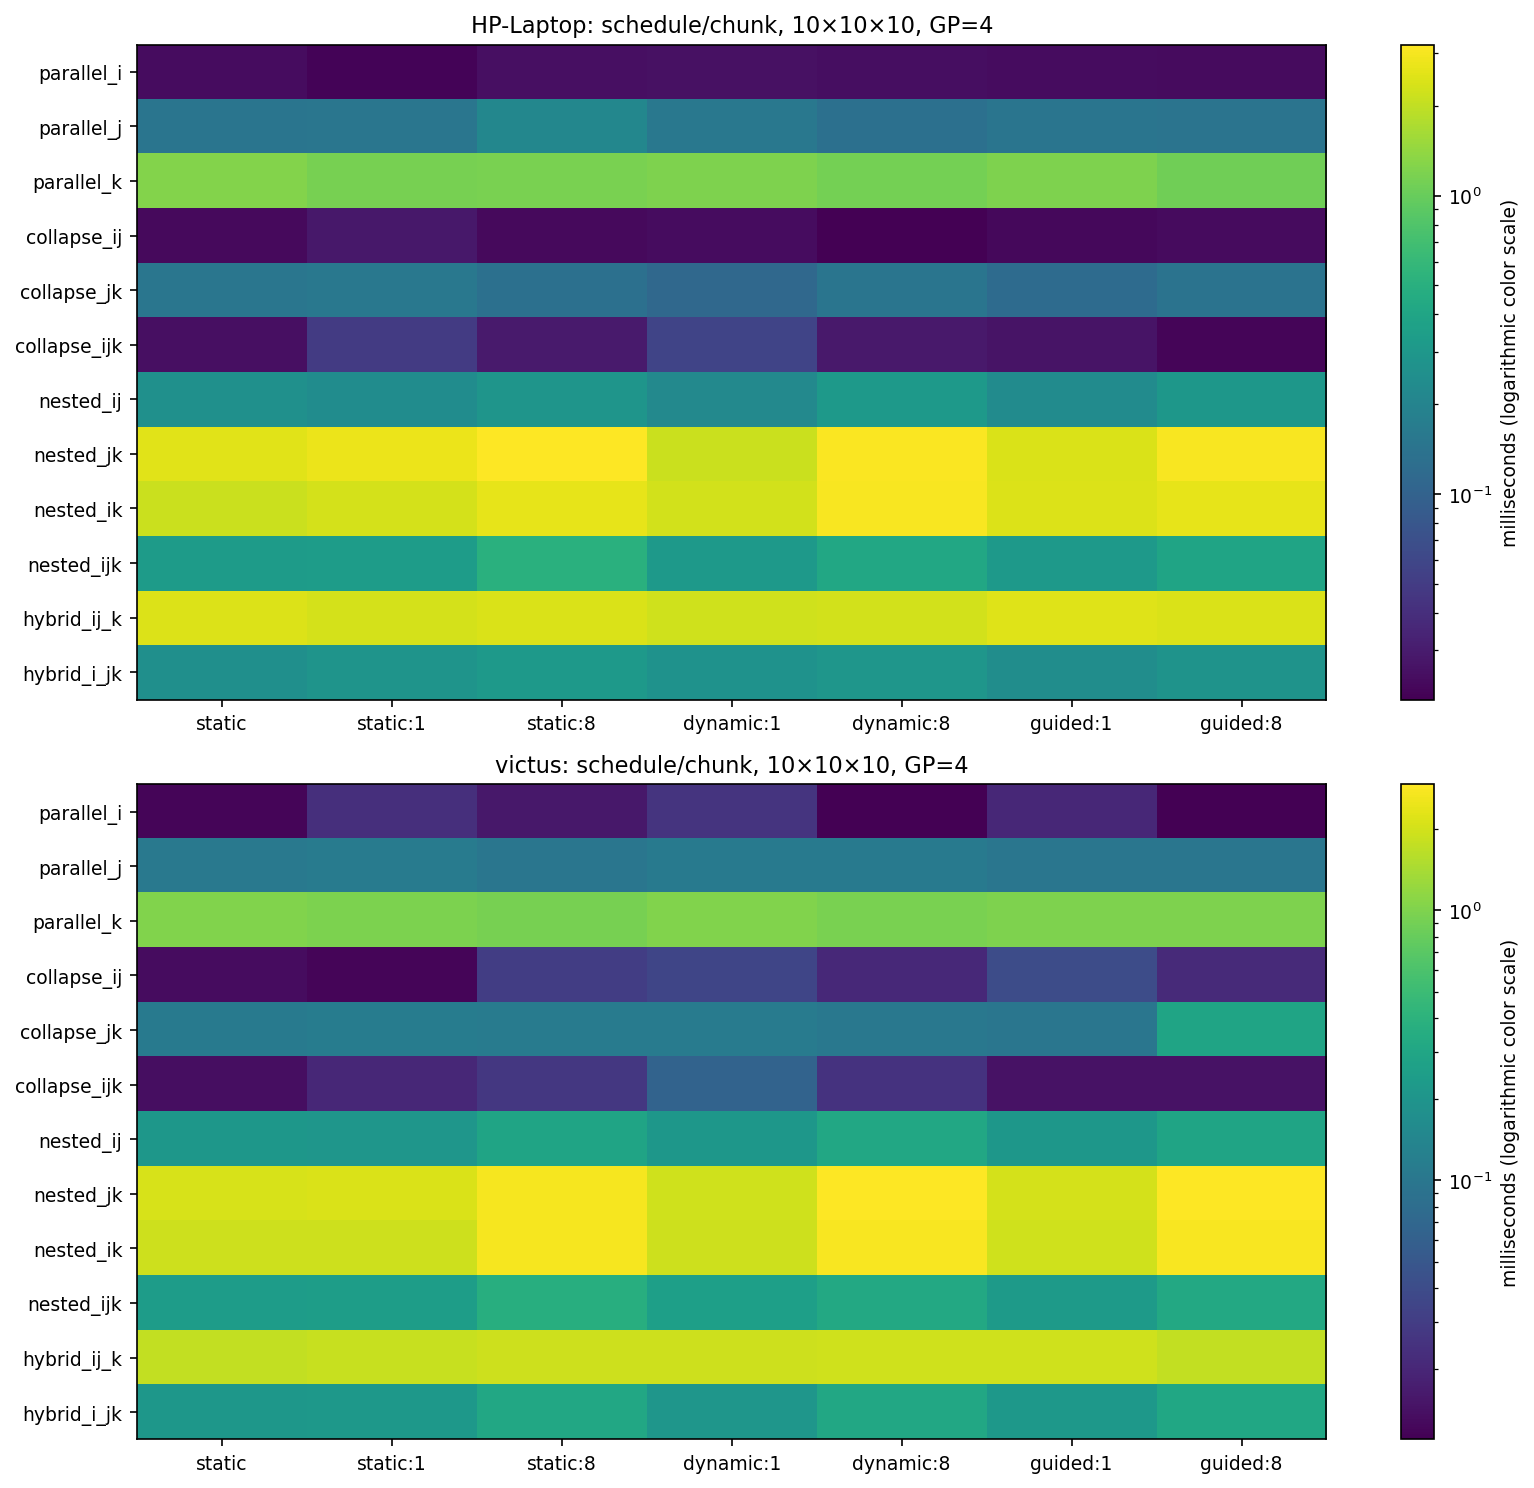 HP-Laptop: schedule/chunk, 10×10×10, GP=4
parallel_i
parallel_j
parallel_k
collapse_ij
collapse_jk
collapse_ijk
nested_ij
nested_jk
nested_ik
nested_ijk
hybrid_ij_k
hybrid_i_jk
static static:1 static:8 dynamic:1 dynamic:8 guided:1 guided:8
10⁰
10⁻¹
milliseconds (logarithmic color scale)
victus: schedule/chunk, 10×10×10, GP=4
parallel_i
parallel_j
parallel_k
collapse_ij
collapse_jk
collapse_ijk
nested_ij
nested_jk
nested_ik
nested_ijk
hybrid_ij_k
hybrid_i_jk
static static:1 static:8 dynamic:1 dynamic:8 guided:1 guided:8
10⁰
10⁻¹
milliseconds (logarithmic color scale)